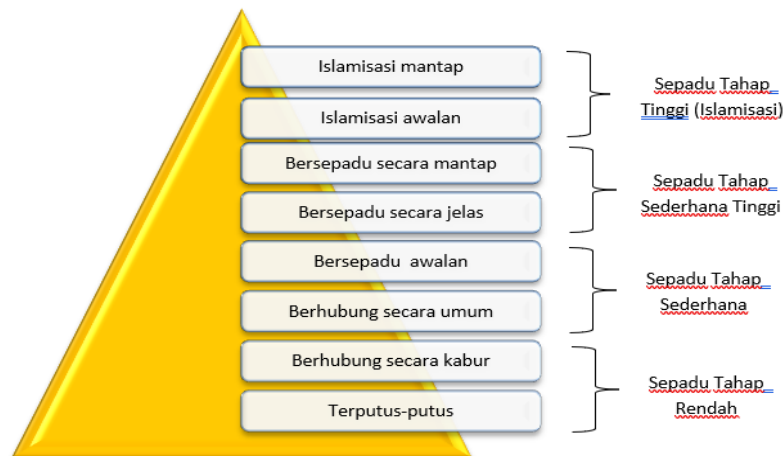 Islamisasi mantap
Islamisasi awalan
Sepadu Tahap
Tinggi (Islamisasi)
Bersepadu secara mantap
Bersepadu secara jelas
Sepadu Tahap
Sederhana Tinggi
Bersepadu awalan
Berhubung secara umum
Sepadu Tahap
Sederhana
Berhubung secara kabur
Terputus-putus
Sepadu Tahap
Rendah